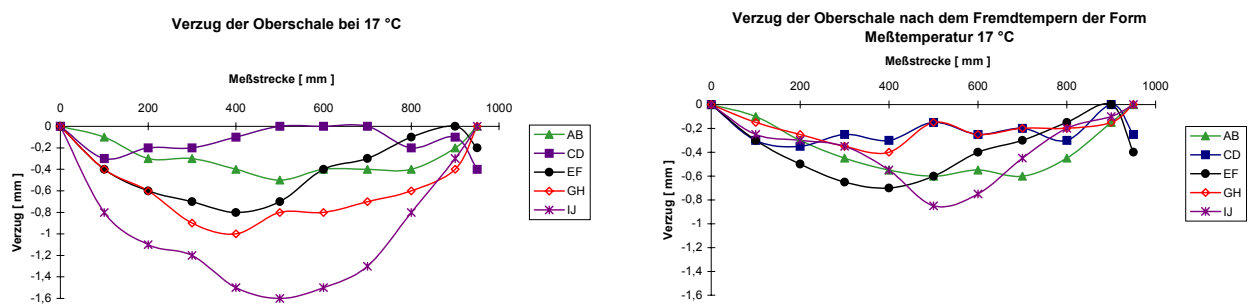 Verzug der Oberschale bei 17 °C
Meßstrecke [ mm ]
0 200 400 600 800 1000
0
-0,2
-0,4
-0,6
-0,8
-1
-1,2
-1,4
-1,6
Verzug [ mm ]
AB
CD
EF
GH
IJ
Verzug der Oberschale nach dem Fremdtempern der Form
Meßtemperatur 17 °C
Meßstrecke [ mm ]
0 200 400 600 800 1000
0
-0,2
-0,4
-0,6
-0,8
-1
-1,2
-1,4
-1,6
Verzug [ mm ]
AB
CD
EF
GH
IJ